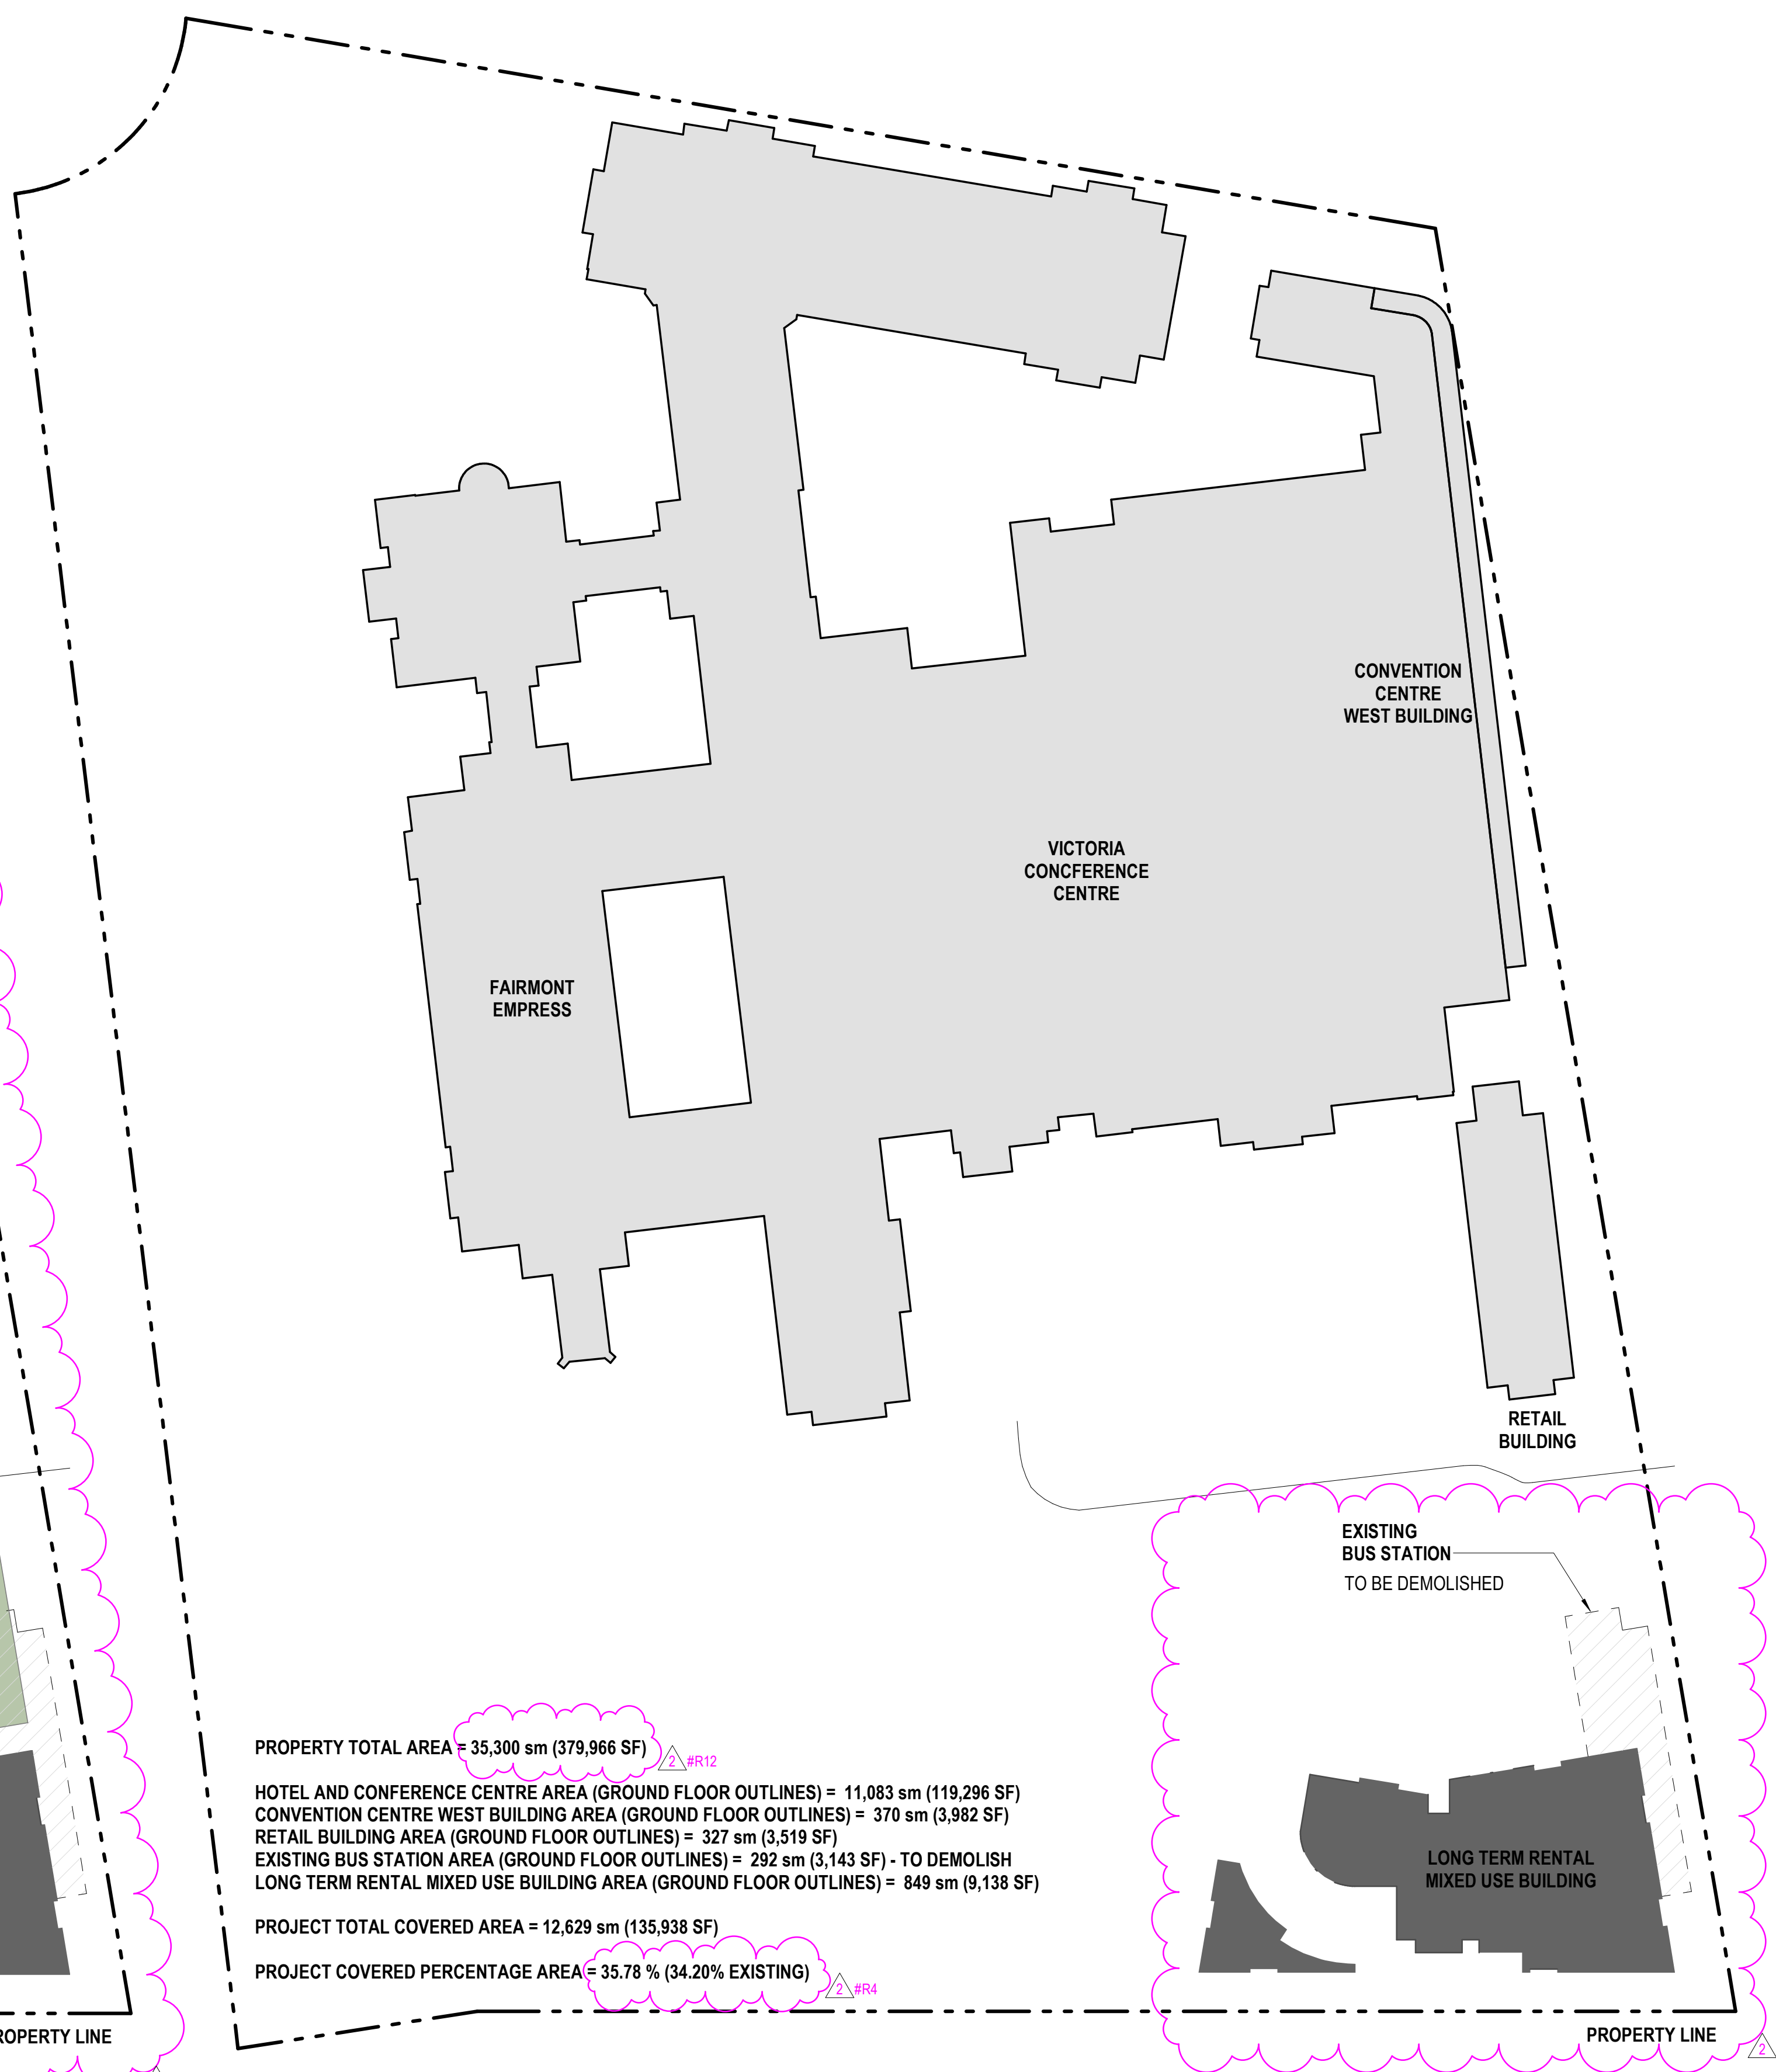 CONVENTION
CENTRE
WEST BUILDING
VICTORIA
CONCFERENCE
CENTRE
FAIRMONT
EMPRESS
RETAIL
BUILDING
EXISTING
BUS STATION
TO BE DEMOLISHED
PROPERTY TOTAL AREA = 35,300 sm (379,966 SF)
2 #R12
HOTEL AND CONFERENCE CENTRE AREA (GROUND FLOOR OUTLINES) = 11,083 sm (119,296 SF)
CONVENTION CENTRE WEST BUILDING AREA (GROUND FLOOR OUTLINES) = 370 sm (3,982 SF)
RETAIL BUILDING AREA (GROUND FLOOR OUTLINES) = 327 sm (3,519 SF)
EXISTING BUS STATION AREA (GROUND FLOOR OUTLINES) = 292 sm (3,143 SF) - TO DEMOLISH
LONG TERM RENTAL MIXED USE BUILDING AREA (GROUND FLOOR OUTLINES) = 849 sm (9,138 SF)
LONG TERM RENTAL
MIXED USE BUILDING
PROJECT TOTAL COVERED AREA = 12,629 sm (135,938 SF)
PROJECT COVERED PERCENTAGE AREA = 35.78 % (34.20% EXISTING)
2 #R4
ROPERTY LINE
PROPERTY LINE
2